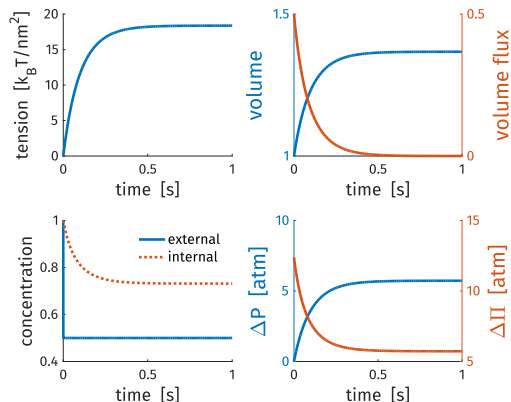 tension [k_BT/nm²]
20
15
10
5
0
0 0.5 1
time [s]
volume
1.5
1
0.5
0
volume flux
0 0.5 1
time [s]
concentration
1
0.8
0.6
0.4
external
internal
0 0.5 1
time [s]
ΔP [atm]
10
5
0
15
10
5
ΔΠ [atm]
0 0.5 1
time [s]